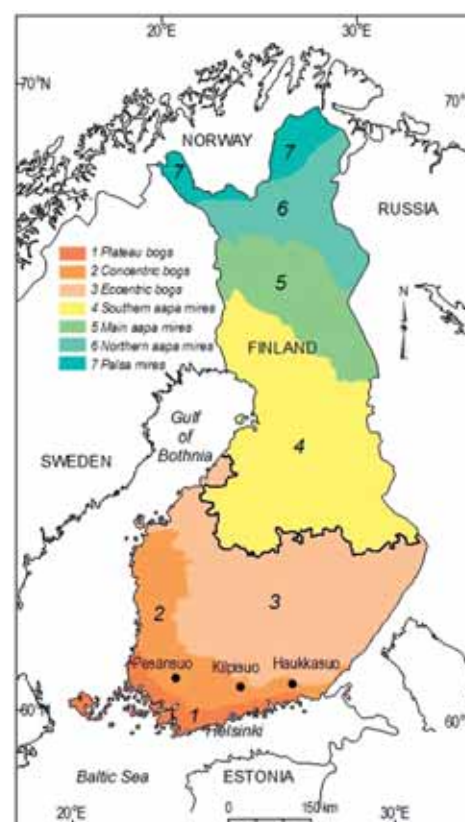 20°E
30°E
70°N
70°
NORWAY
7
7
6
RUSSIA
1 Plateau bogs
2 Concentric bogs
3 Eccentric bogs
4 Southern aapa mires
5 Main aapa mires
6 Northern aapa mires
7 Palsa mires
5
N
FINLAND
Gulf
of
Bothnia
SWEDEN
4
3
2
Pesansuo
Kilpisuo
Haukkasuo
60°
1
60°
Helsinki
Baltic Sea
ESTONIA
20°E
0
150 km
30°E